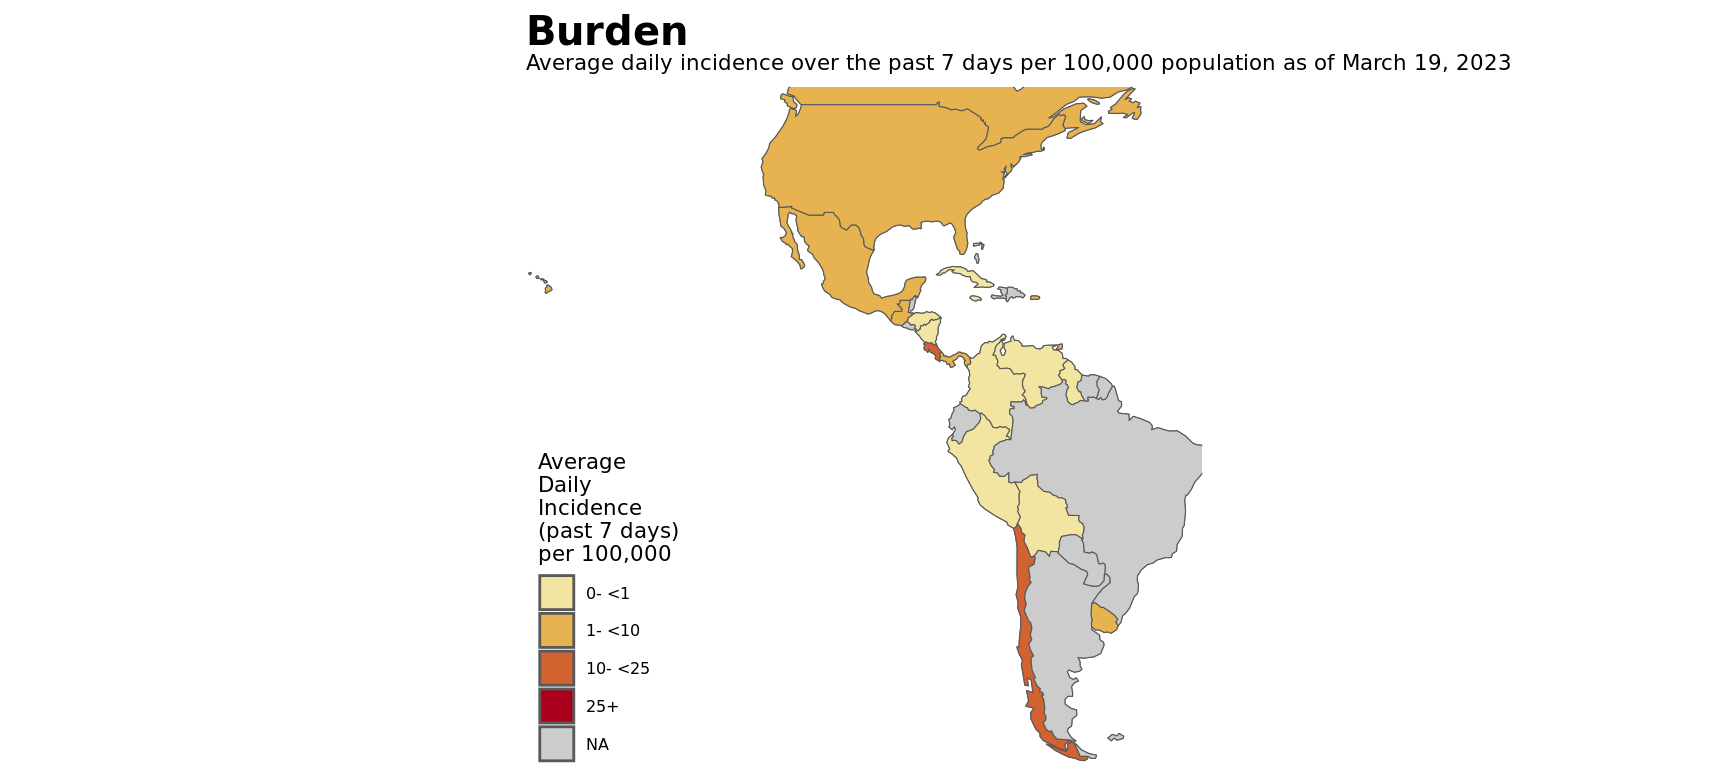 Burden
Average daily incidence over the past 7 days per 100,000 population as of March 19, 2023
Average
Daily
Incidence
(past 7 days)
per 100,000
0- <1
1- <10
10- <25
25+
NA